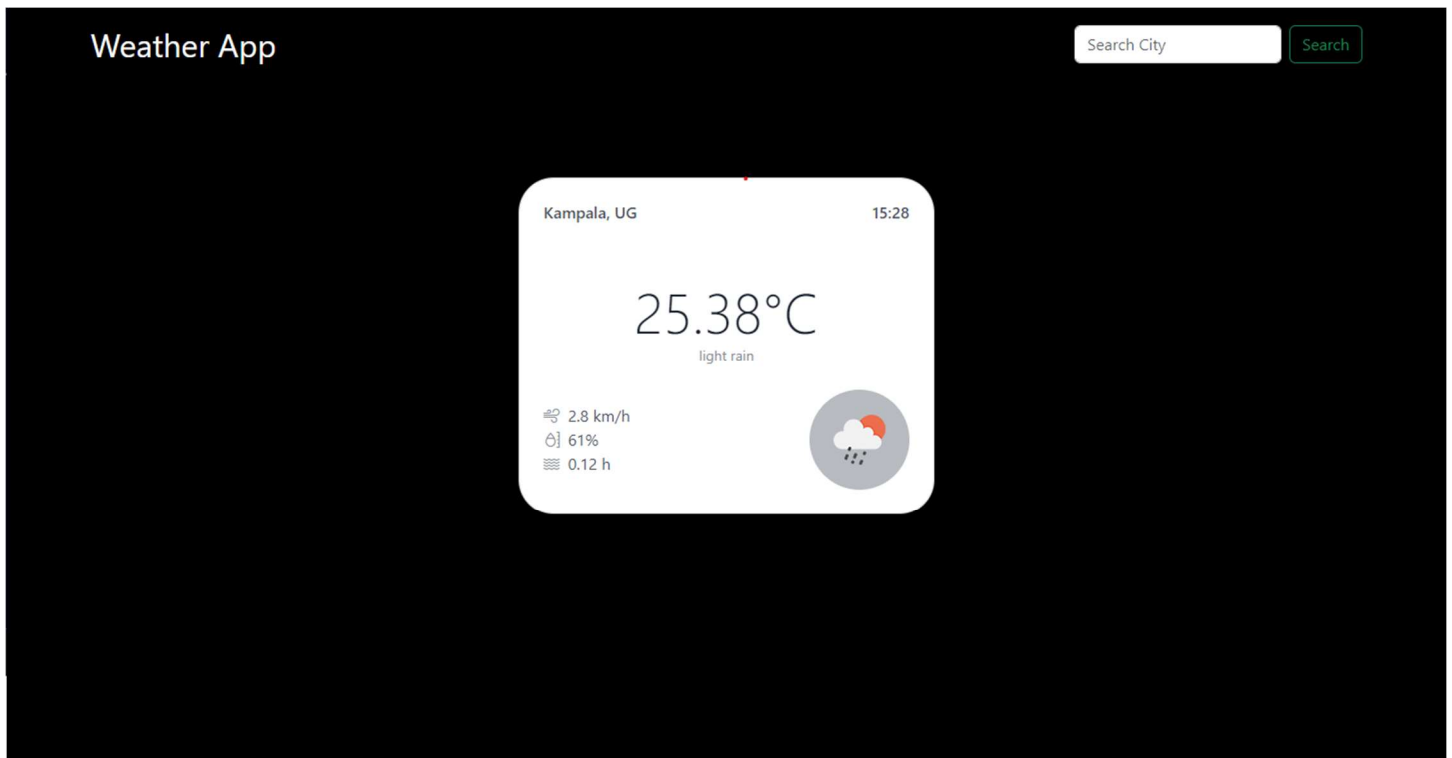 Weather App
Search City
Search
Kampala, UG
15:28
25.38°C
light rain
2.8 km/h
61%
0.12 h